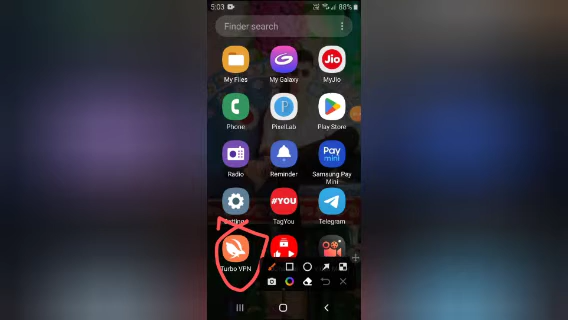 5:03
88%
Finder search
Jio
My Files
My Galaxy
MyJio
P
Phone
PixelLab
Play Store
Pay
mini
Radio
Reminder
Samsung Pay
Mini
#YOU
Settings
TagYou
Telegram
Turbo VPN